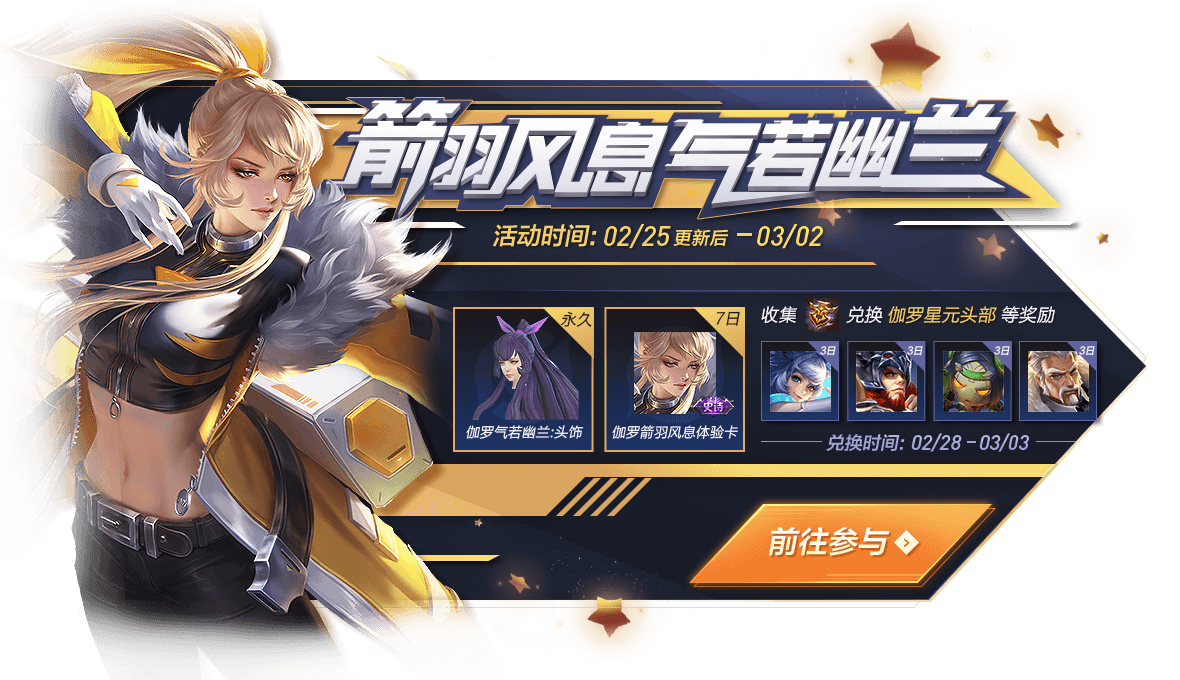 箭羽风息 气若幽兰
活动时间: 02/25更新后 – 03/02
永久
伽罗气若幽兰:头饰
7日
史诗
伽罗箭羽风息体验卡
收集 兑换 伽罗星元头部 等奖励
3日 3日 3日 3日
兑换时间: 02/28 – 03/03
前往参与